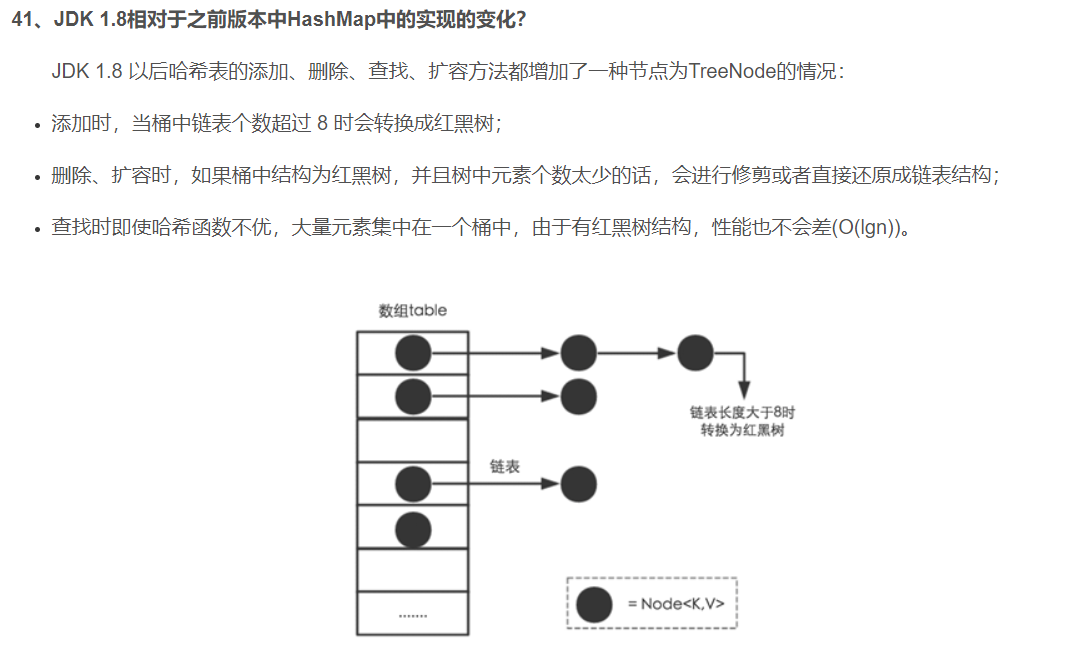 41、JDK 1.8相对于之前版本中HashMap中的实现的变化?
JDK 1.8 以后哈希表的添加、删除、查找、扩容方法都增加了一种节点为TreeNode的情况：
• 添加时，当桶中链表个数超过 8 时会转换成红黑树；
• 删除、扩容时，如果桶中结构为红黑树，并且树中元素个数太少的话，会进行修剪或者直接还原成链表结构；
• 查找时即使哈希函数不优，大量元素集中在一个桶中，由于有红黑树结构，性能也不会差(O(lgn))。
数组table
链表长度大于8时
转换为红黑树
链表
= Node<K,V>
.......